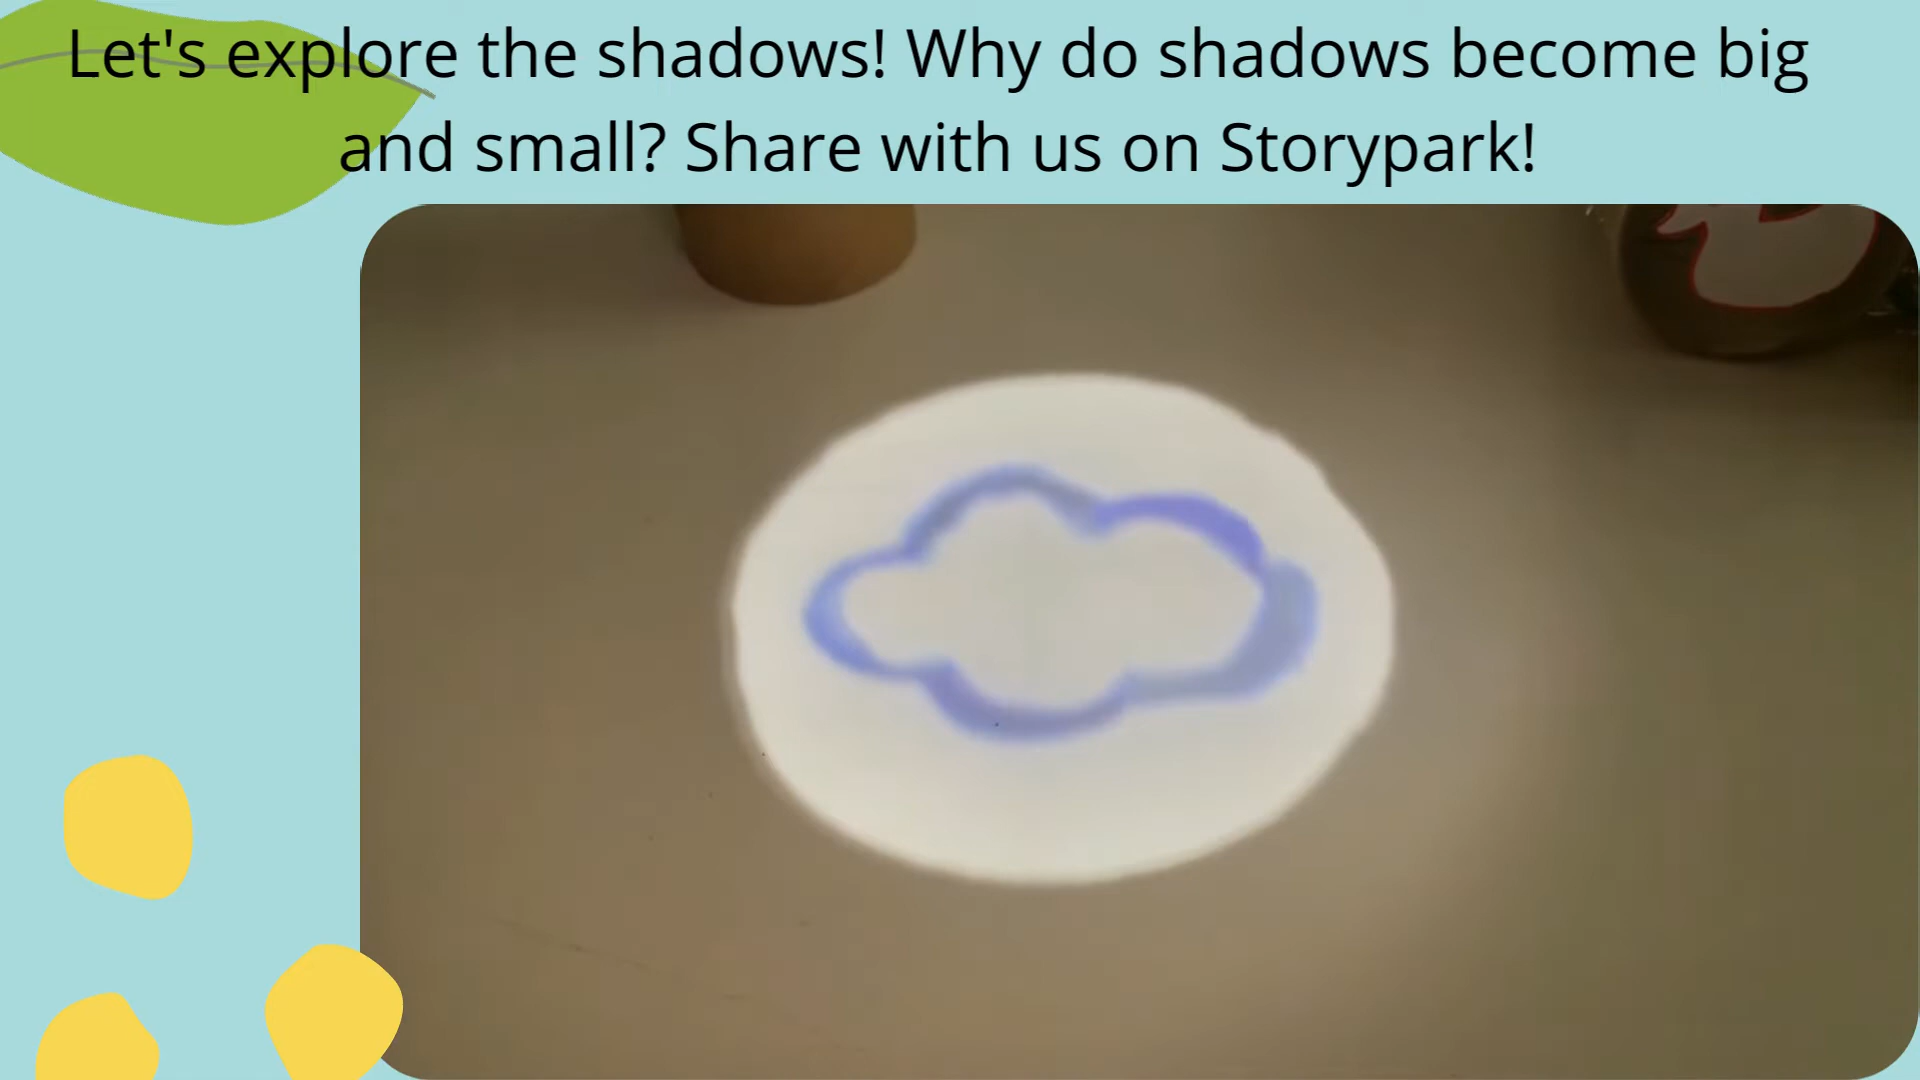 Let's explore the shadows! Why do shadows become big
and small? Share with us on Storypark!